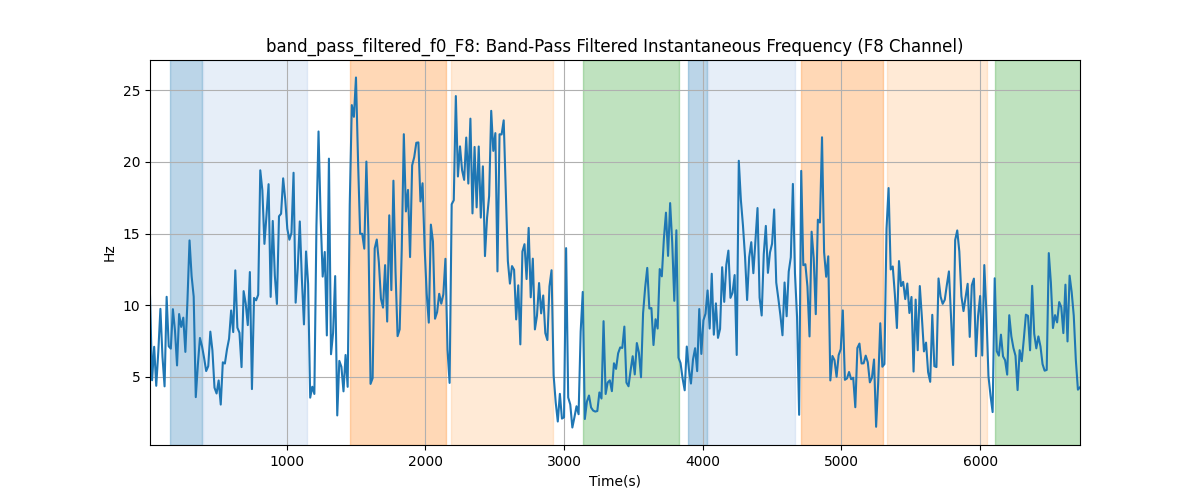 band_pass_filtered_f0_F8: Band-Pass Filtered Instantaneous Frequency (F8 Channel)
25
20
15
10
5
Hz
1000 2000 3000 4000 5000 6000
Time(s)